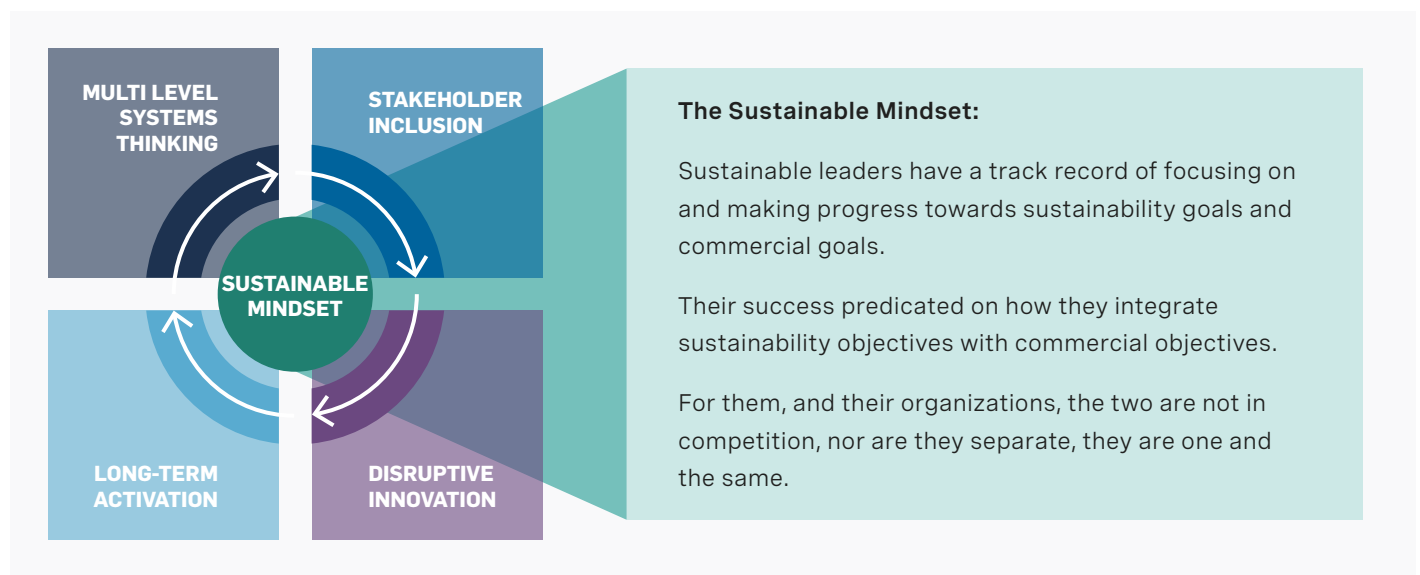 MULTI LEVEL
SYSTEMS
THINKING
STAKEHOLDER
INCLUSION
SUSTAINABLE
MINDSET
LONG-TERM
ACTIVATION
DISRUPTIVE
INNOVATION
The Sustainable Mindset:
Sustainable leaders have a track record of focusing on
and making progress towards sustainability goals and
commercial goals.
Their success predicated on how they integrate
sustainability objectives with commercial objectives.
For them, and their organizations, the two are not in
competition, nor are they separate, they are one and
the same.